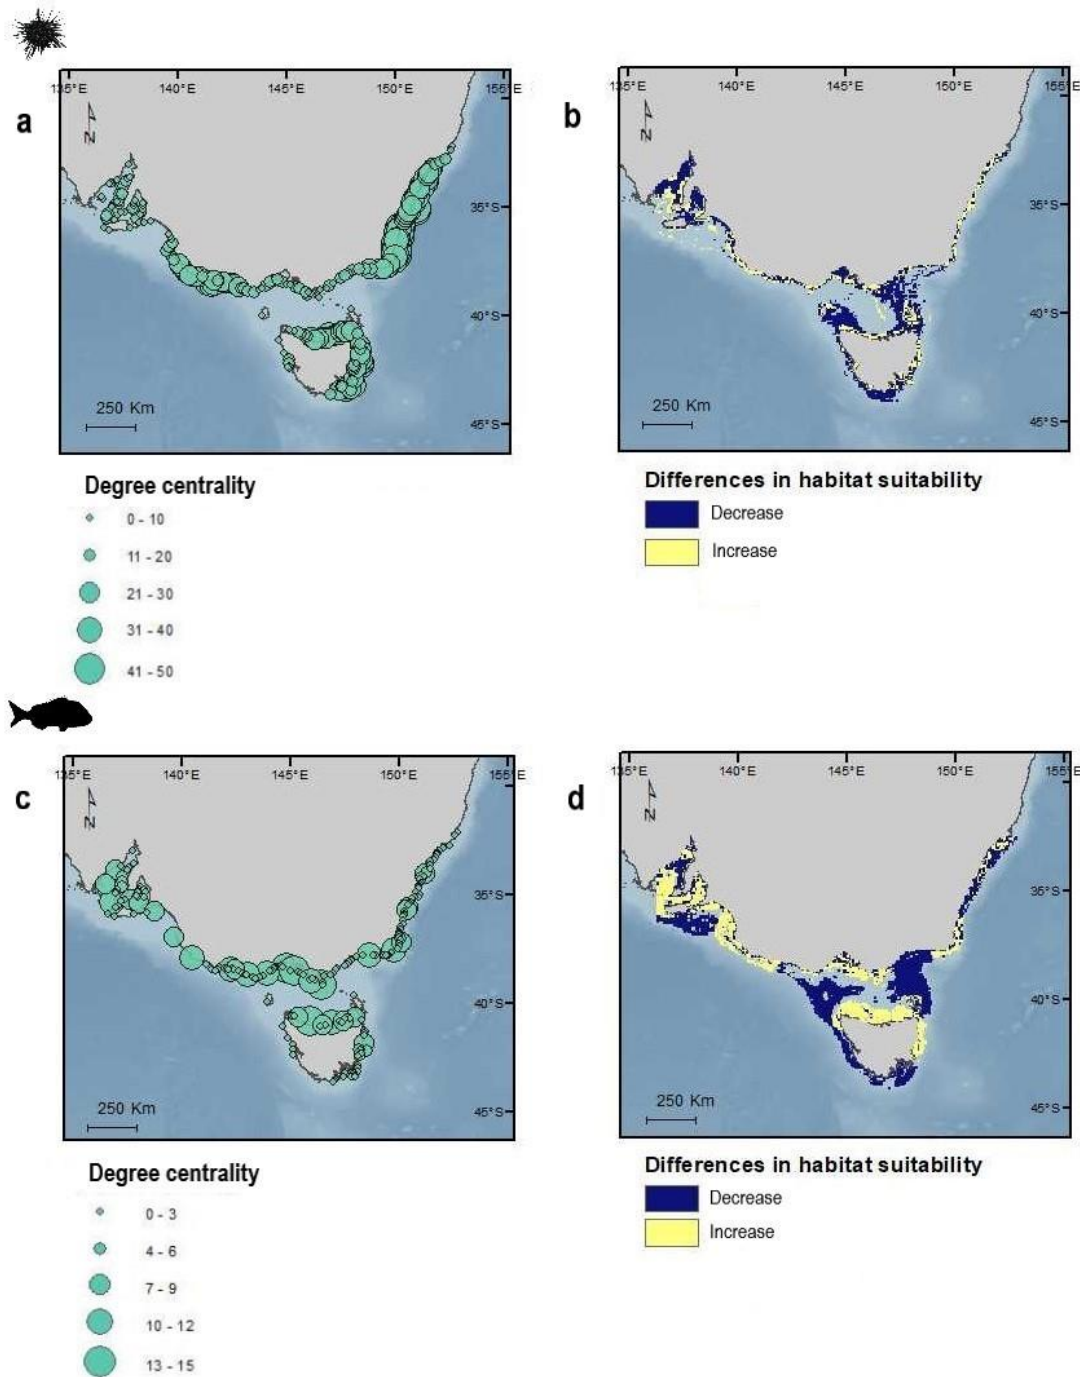 135°E 140°E 145°E 150°E 155°E
a
N
35°S
40°S
250 Km
45°S
Degree centrality
0 - 10
11 - 20
21 - 30
31 - 40
41 - 50
135°E 140°E 145°E 150°E 155°E
b
N
35°S
40°S
250 Km
45°S
Differences in habitat suitability
Decrease
Increase
135°E 140°E 145°E 150°E 155°E
c
N
35°S
40°S
250 Km
45°S
Degree centrality
0 - 3
4 - 6
7 - 9
10 - 12
13 - 15
135°E 140°E 145°E 150°E 155°E
d
N
35°S
40°S
250 Km
45°S
Differences in habitat suitability
Decrease
Increase